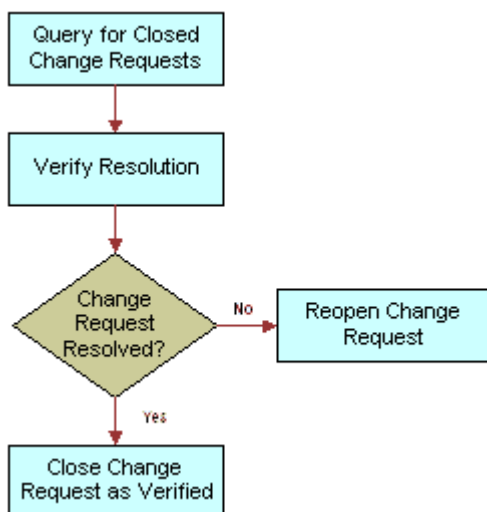 Query for Closed
Change Requests
Verify Resolution
Change
Request
Resolved?
No
Reopen Change
Request
Yes
Close Change
Request as Verified